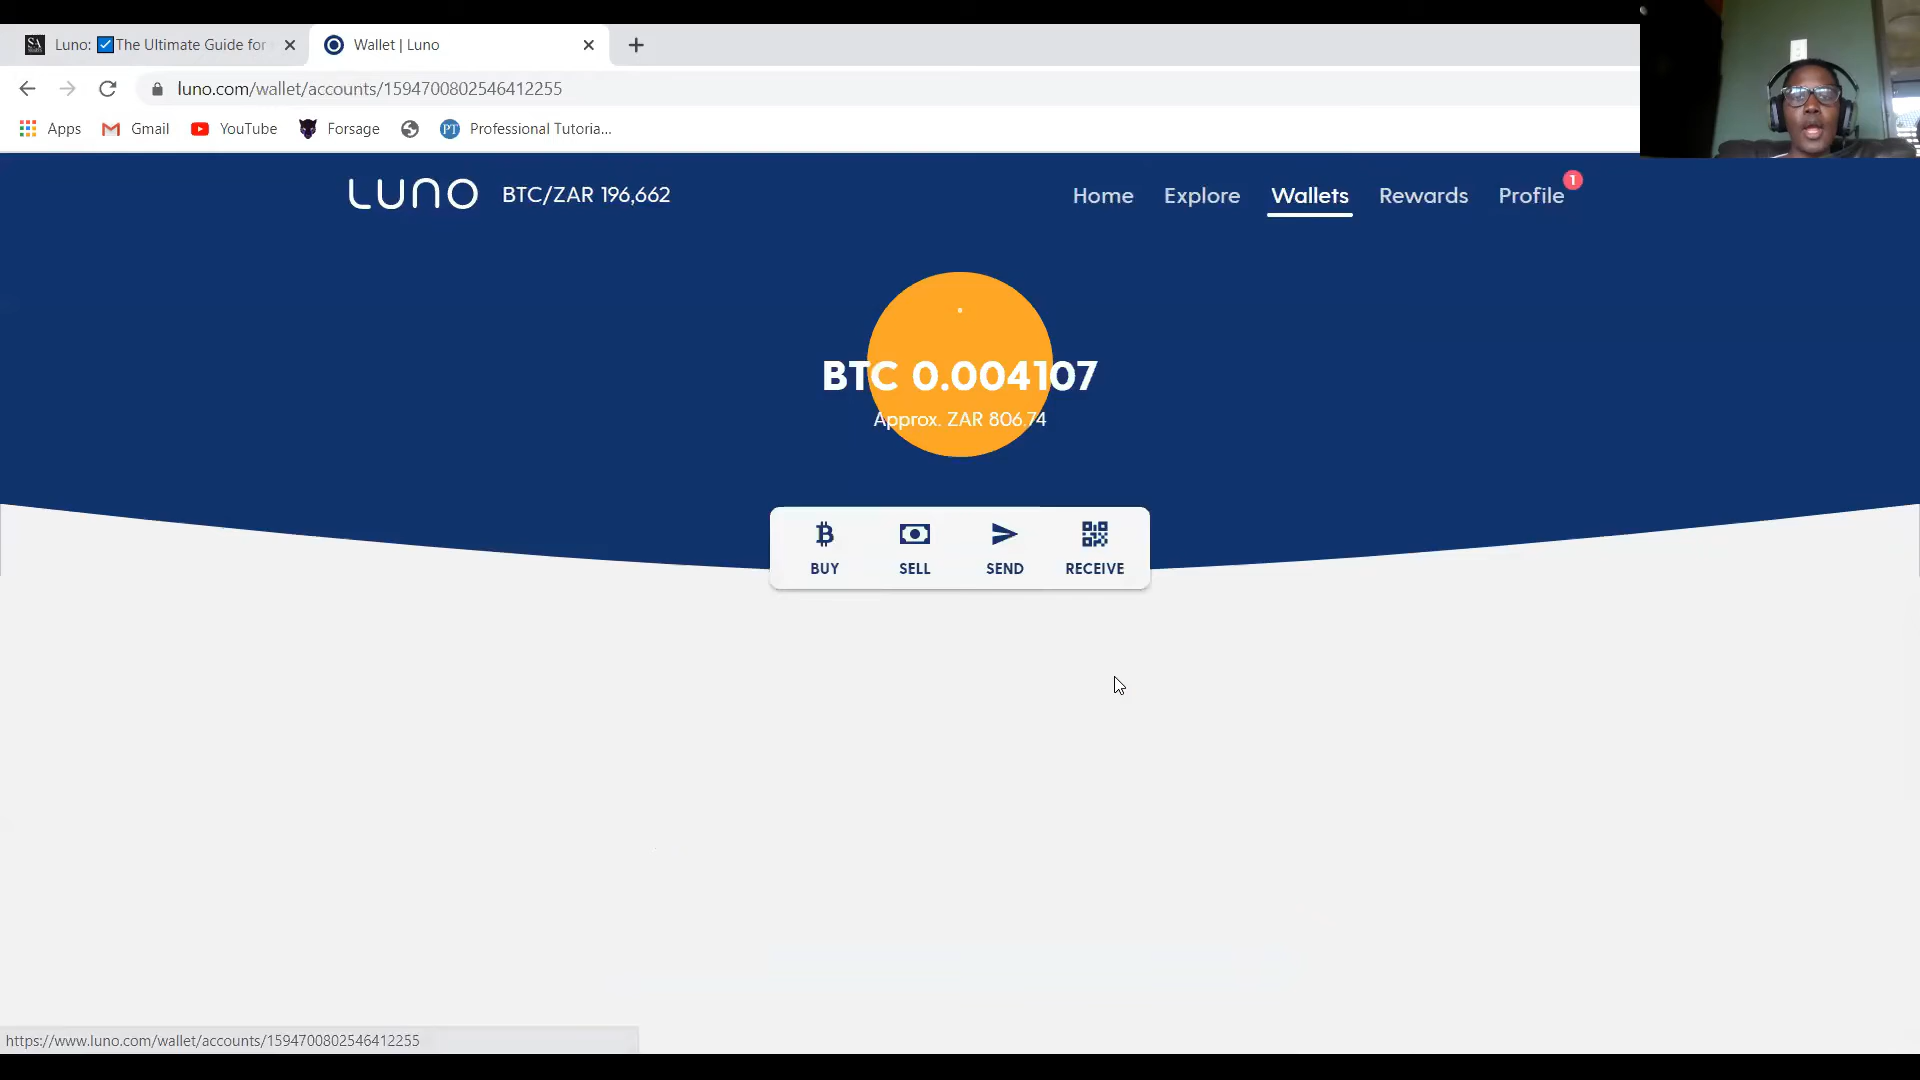 SA
Luno: ☑The Ultimate Guide for
Wallet | Luno
luno.com/wallet/accounts/1594700802546412255
Apps
Gmail
YouTube
Forsage
PT
Professional Tutoria...
LUNO
BTC/ZAR 196,662
Home
Explore
Wallets
Rewards
Profile
1
BTC 0.004107
Approx. ZAR 806.74
BUY
SELL
SEND
RECEIVE
https://www.luno.com/wallet/accounts/1594700802546412255